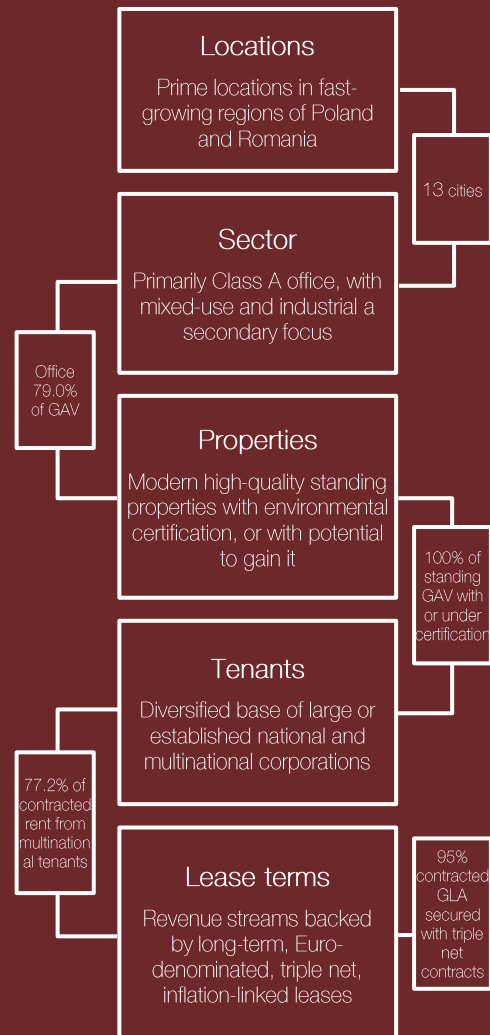 Locations
Prime locations in fast-
growing regions of Poland
and Romania
13 cities
Sector
Primarily Class A office, with
mixed-use and industrial a
secondary focus
Office
79.0%
of GAV
Properties
Modern high-quality standing
properties with environmental
certification, or with potential
to gain it
100% of
standing
GAV with
or under
certification
Tenants
Diversified base of large or
established national and
multinational corporations
77.2% of
contracted
rent from
multination
al tenants
Lease terms
Revenue streams backed
by long-term, Euro-
denominated, triple net,
inflation-linked leases
95%
contracted
GLA
secured
with triple
net
contracts